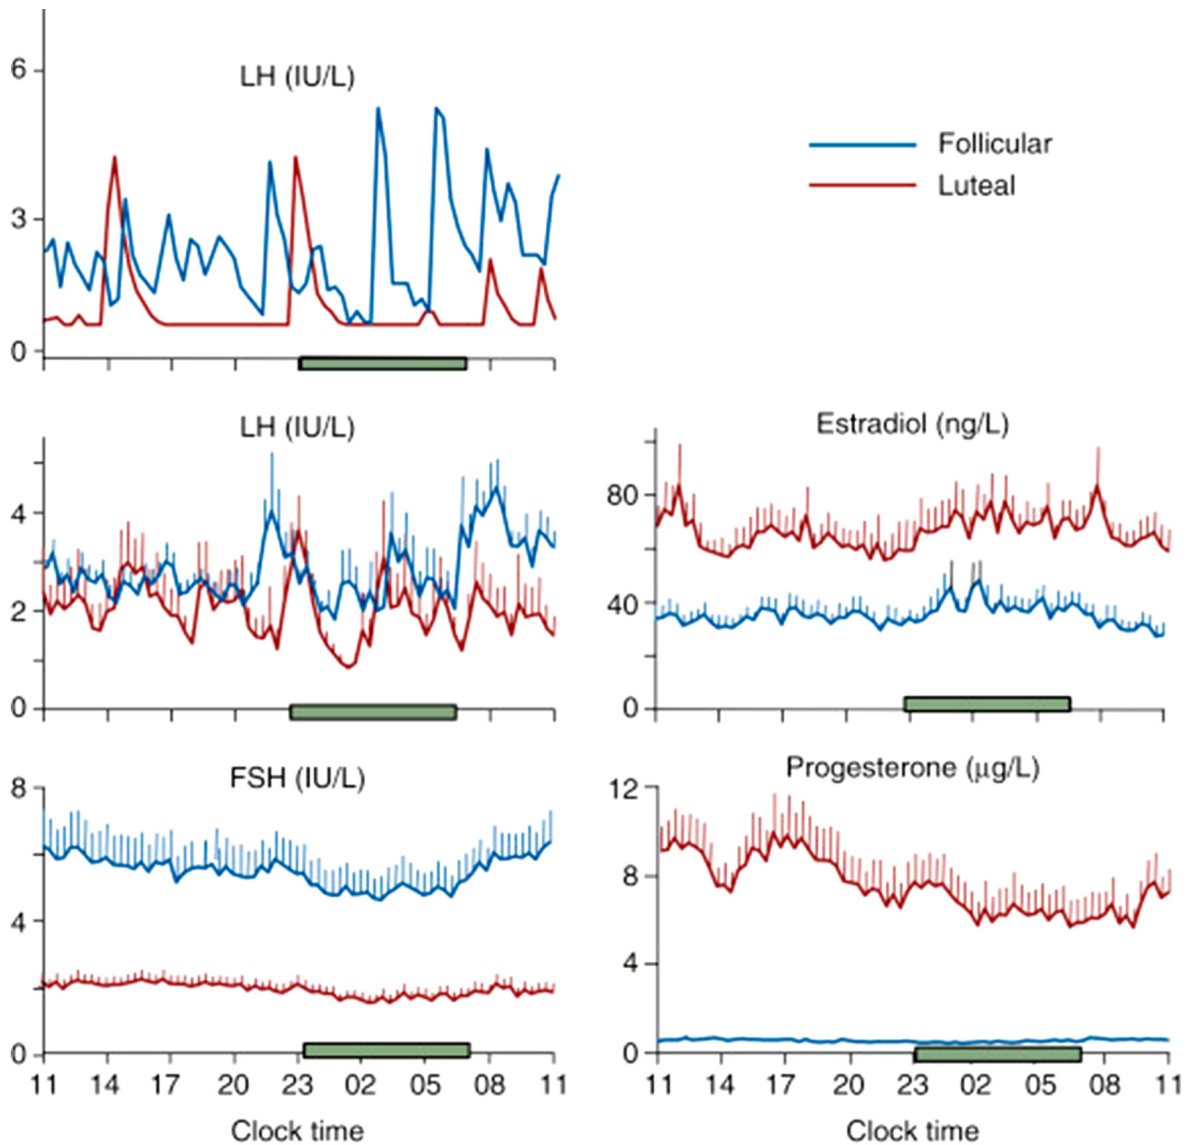 LH (IU/L)
6
3
0
Follicular
Luteal
LH (IU/L)
4
2
0
Estradiol (ng/L)
80
40
0
FSH (IU/L)
8
4
0
11 14 17 20 23 02 05 08 11
Clock time
Progesterone (μg/L)
12
8
4
0
11 14 17 20 23 02 05 08 11
Clock time